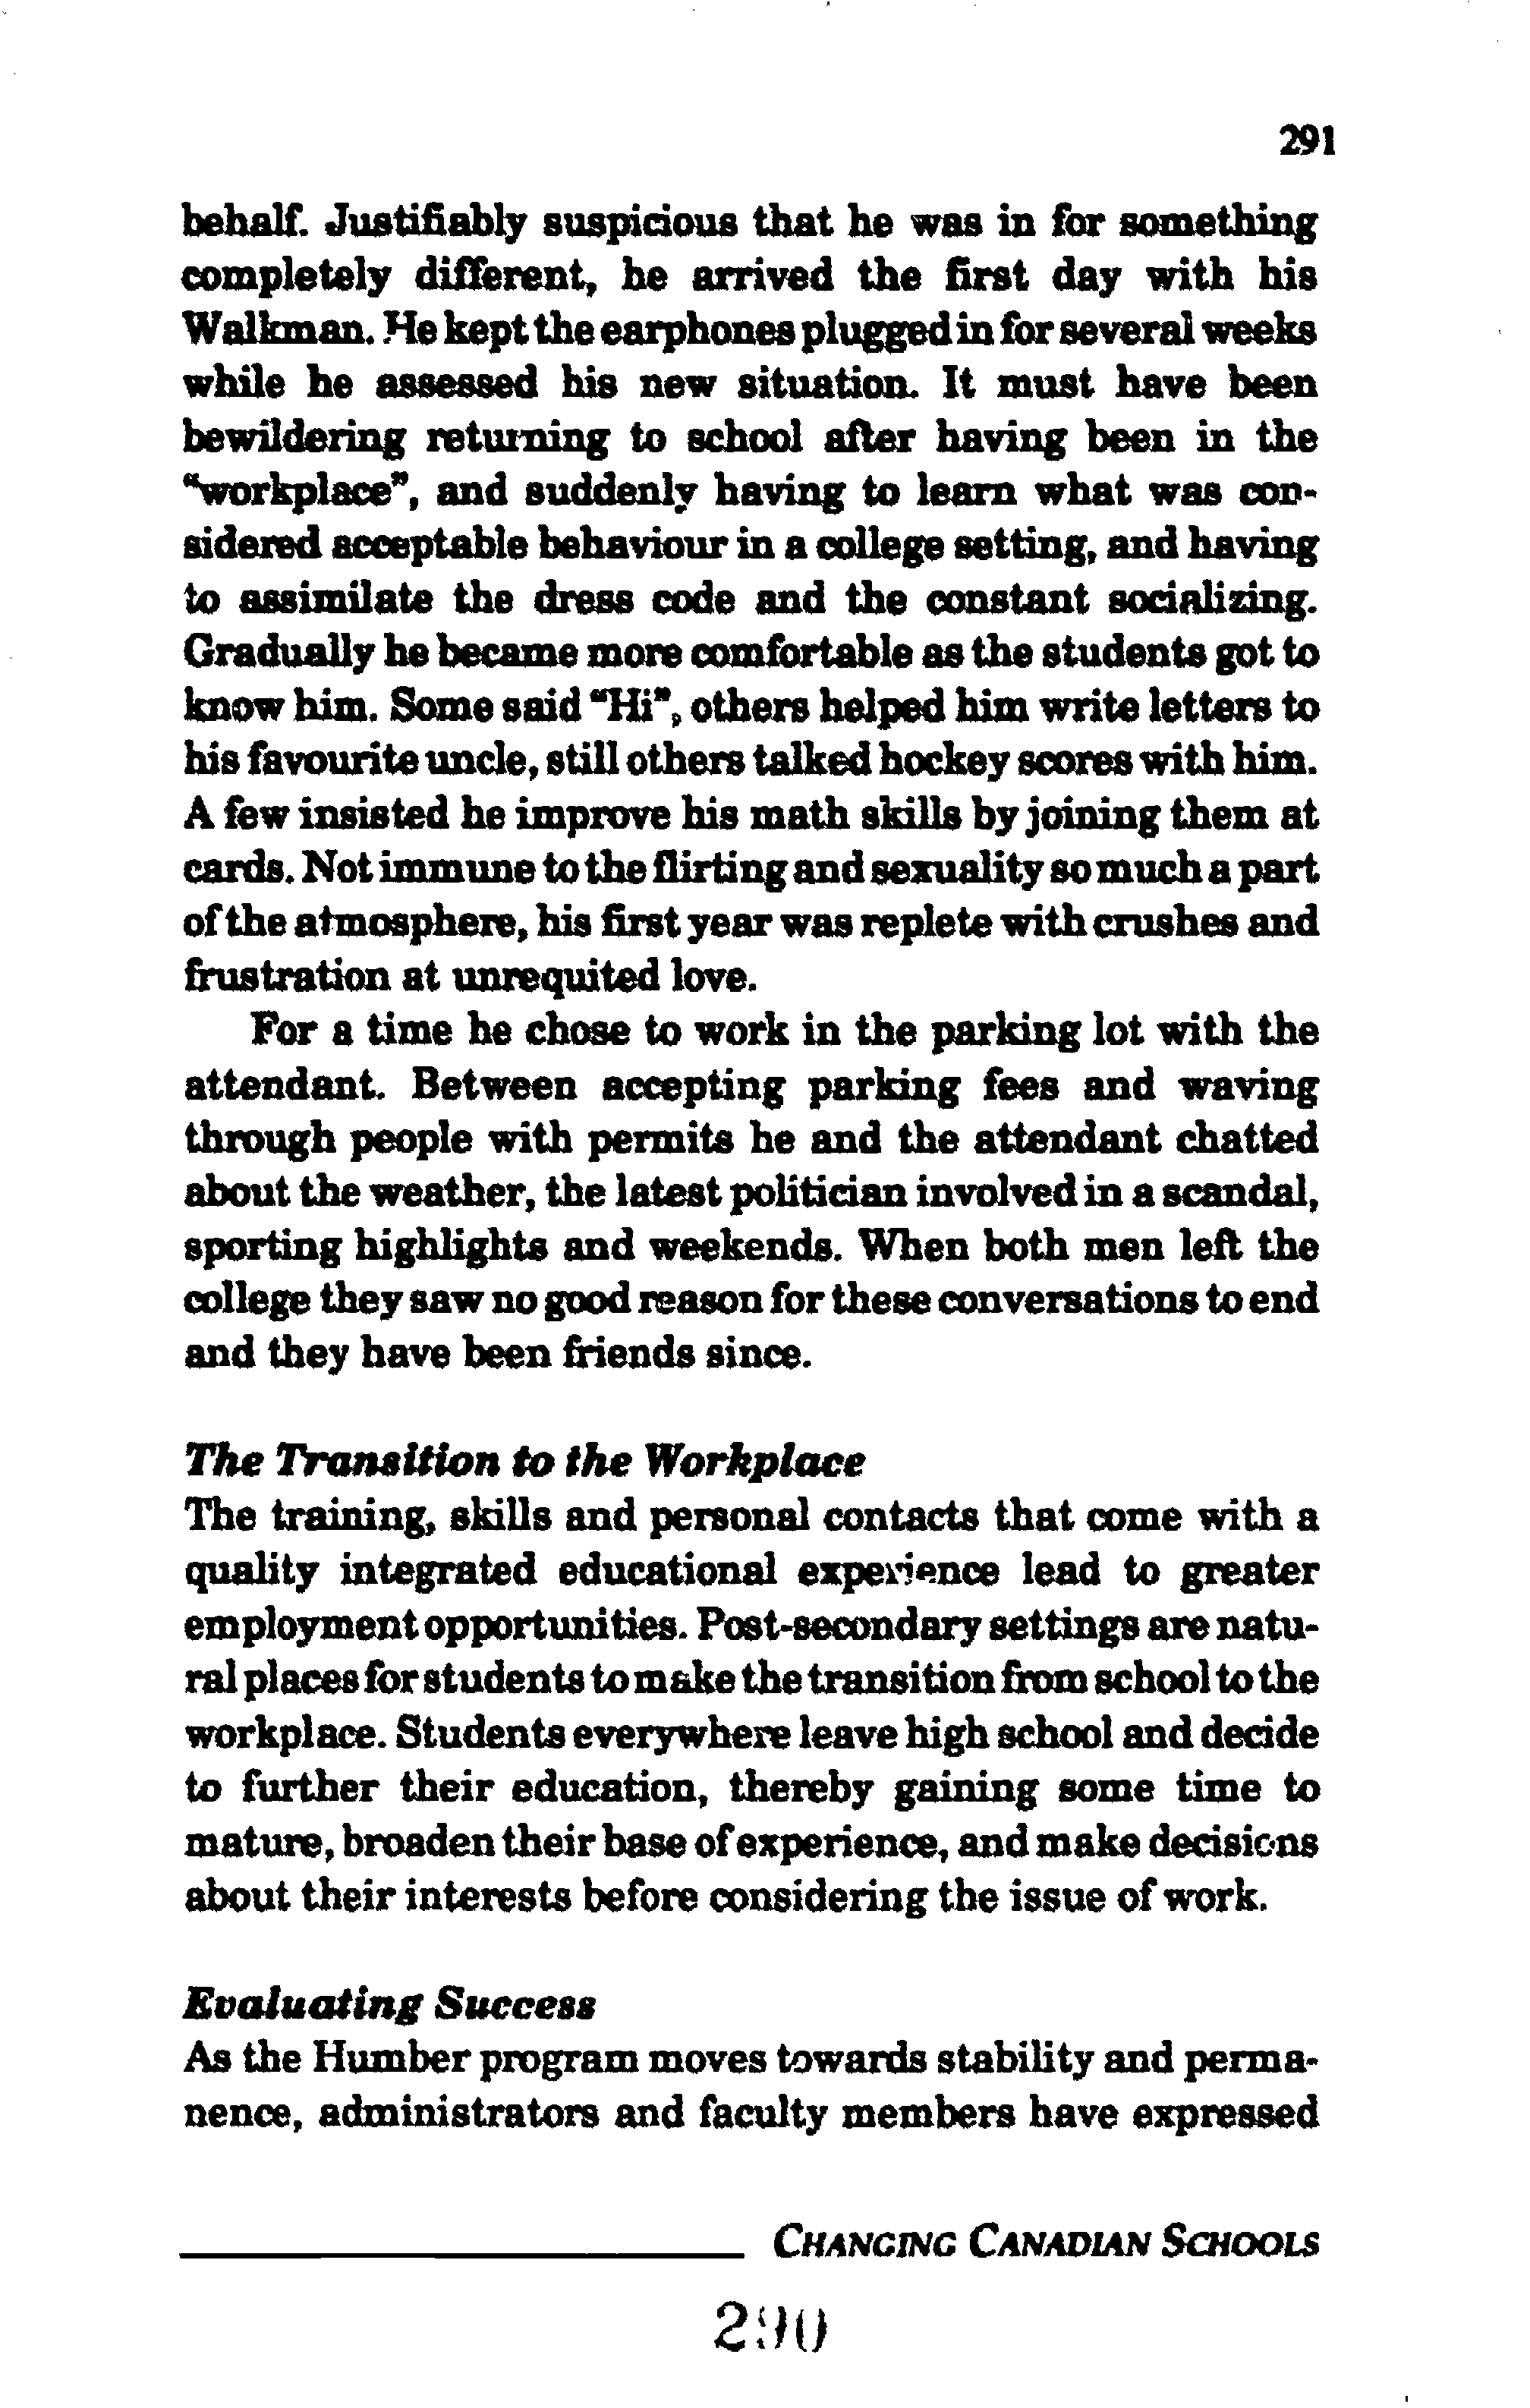 291
behalf. Justifiably suspicious that he was in for something
completely different, he arrived the first day with his
Walkman. He kept the earphones plugged in for several weeks
while he assessed his new situation. It must have been
bewildering returning to school after having been in the
"workplace", and suddenly having to learn what was con-
sidered acceptable behaviour in a college setting, and having
to assimilate the dress code and the constant socializing.
Gradually he became more comfortable as the students got to
know him. Some said "Hi", others helped him write letters to
his favourite uncle, still others talked hockey scores with him.
A few insisted he improve his math skills by joining them at
cards. Not immune to the flirting and sexuality so much a part
of the atmosphere, his first year was replete with crushes and
frustration at unrequited love.
For a time he chose to work in the parking lot with the
attendant. Between accepting parking fees and waving
through people with permits he and the attendant chatted
about the weather, the latest politician involved in a scandal,
sporting highlights and weekends. When both men left the
college they saw no good reason for these conversations to end
and they have been friends since.
The Transition to the Workplace
The training, skills and personal contacts that come with a
quality integrated educational experience lead to greater
employment opportunities. Post-secondary settings are natu-
ral places for students to make the transition from school to the
workplace. Students everywhere leave high school and decide
to further their education, thereby gaining some time to
mature, broaden their base of experience, and make decisions
about their interests before considering the issue of work.
Evaluating Success
As the Humber program moves towards stability and perma-
nence, administrators and faculty members have expressed
CHANGING CANADIAN SCHOOLS
290